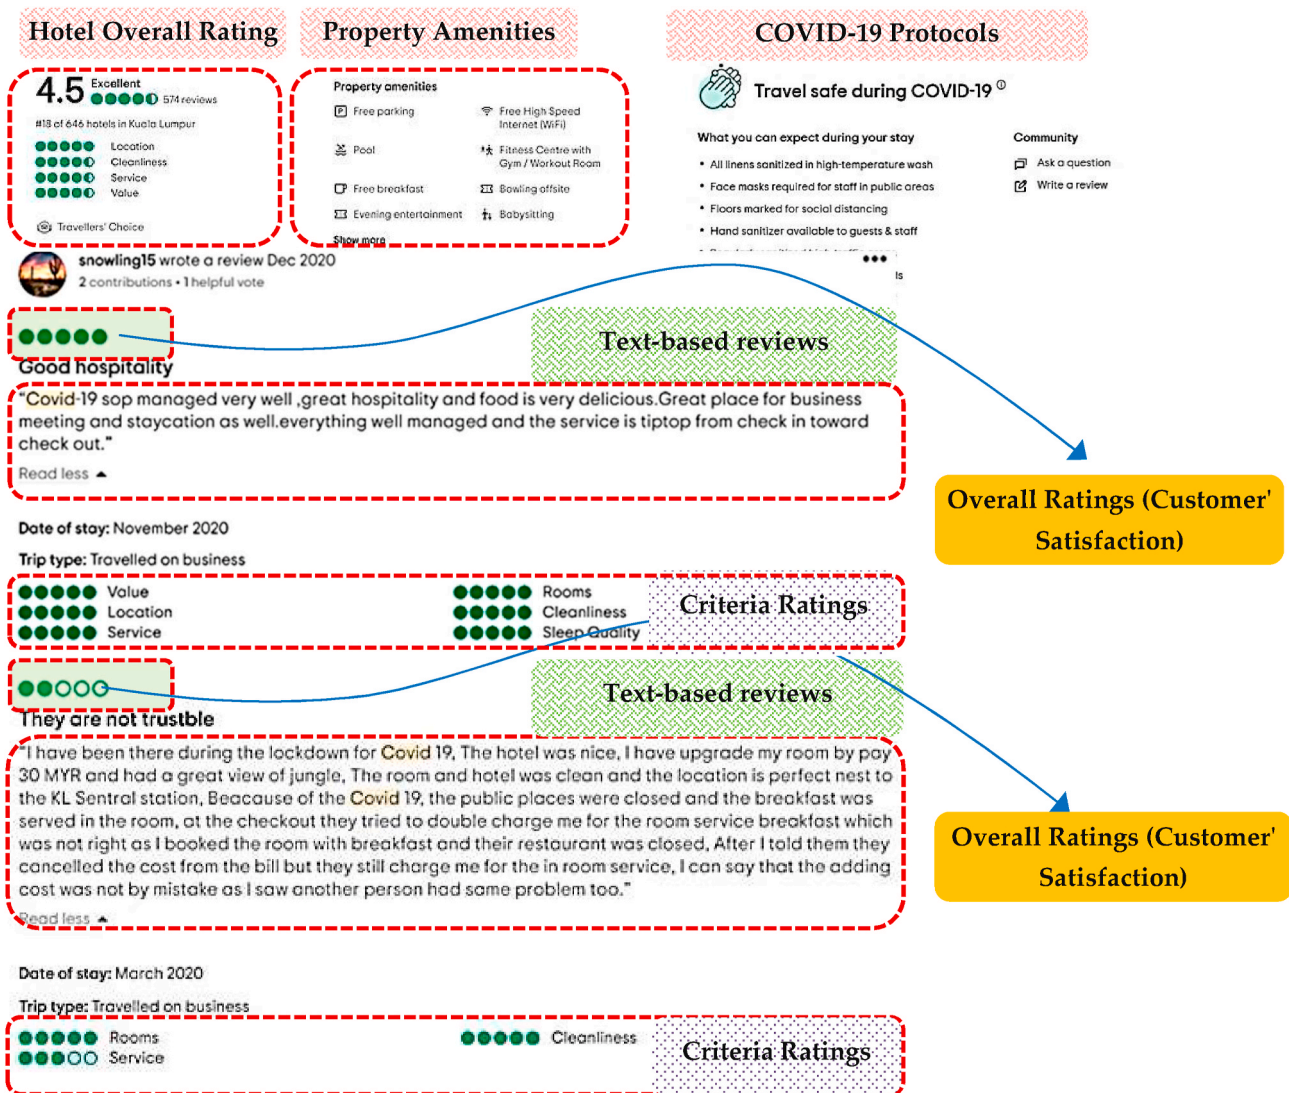 Hotel Overall Rating
Property Amenities
COVID-19 Protocols
4.5 Excellent
574 reviews
#18 of 646 hotels in Kuala Lumpur
Location
Cleanliness
Service
Value
Travellers' Choice
Property amenities
Free parking
Free High Speed
Internet (WiFi)
Pool
Fitness Centre with
Gym / Workout Room
Free breakfast
Bowling offsite
Evening entertainment
Babysitting
Show more
Travel safe during COVID-19
What you can expect during your stay
• All linens sanitized in high-temperature wash
• Face masks required for staff in public areas
• Floors marked for social distancing
• Hand sanitizer available to guests & staff
Community
Ask a question
Write a review
snowling15 wrote a review Dec 2020
2 contributions • 1 helpful vote
Text-based reviews
Good hospitality
"Covid-19 sop managed very well ,great hospitality and food is very delicious.Great place for business
meeting and staycation as well.everything well managed and the service is tiptop from check in toward
check out."
Read less
Overall Ratings (Customer'
Satisfaction)
Date of stay: November 2020
Trip type: Travelled on business
Value
Location
Service
Rooms
Cleanliness
Sleep Quality
Criteria Ratings
Text-based reviews
They are not trustble
"I have been there during the lockdown for Covid 19, The hotel was nice, I have upgrade my room by pay
30 MYR and had a great view of jungle, The room and hotel was clean and the location is perfect nest to
the KL Sentral station, Beacause of the Covid 19, the public places were closed and the breakfast was
served in the room, at the checkout they tried to double charge me for the room service breakfast which
was not right as I booked the room with breakfast and their restaurant was closed, After I told them they
cancelled the cost from the bill but they still charge me for the in room service, I can say that the adding
cost was not by mistake as I saw another person had same problem too."
Read less
Overall Ratings (Customer'
Satisfaction)
Date of stay: March 2020
Trip type: Travelled on business
Rooms
Service
Cleanliness
Criteria Ratings